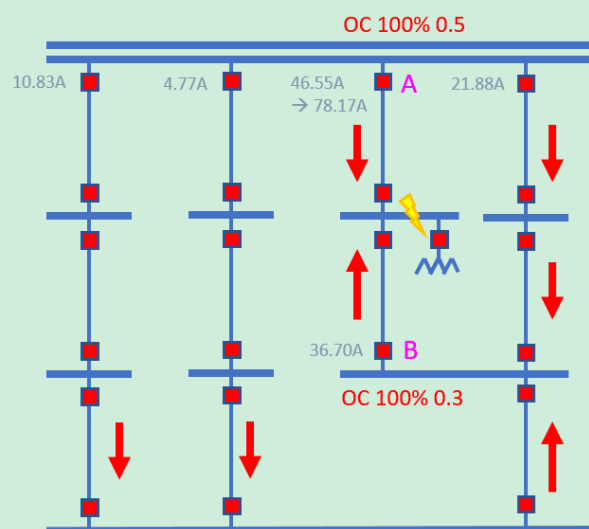 OC 100% 0.5
10.83A
4.77A
46.55A
→ 78.17A
A
21.88A
36.70A
B
OC 100% 0.3